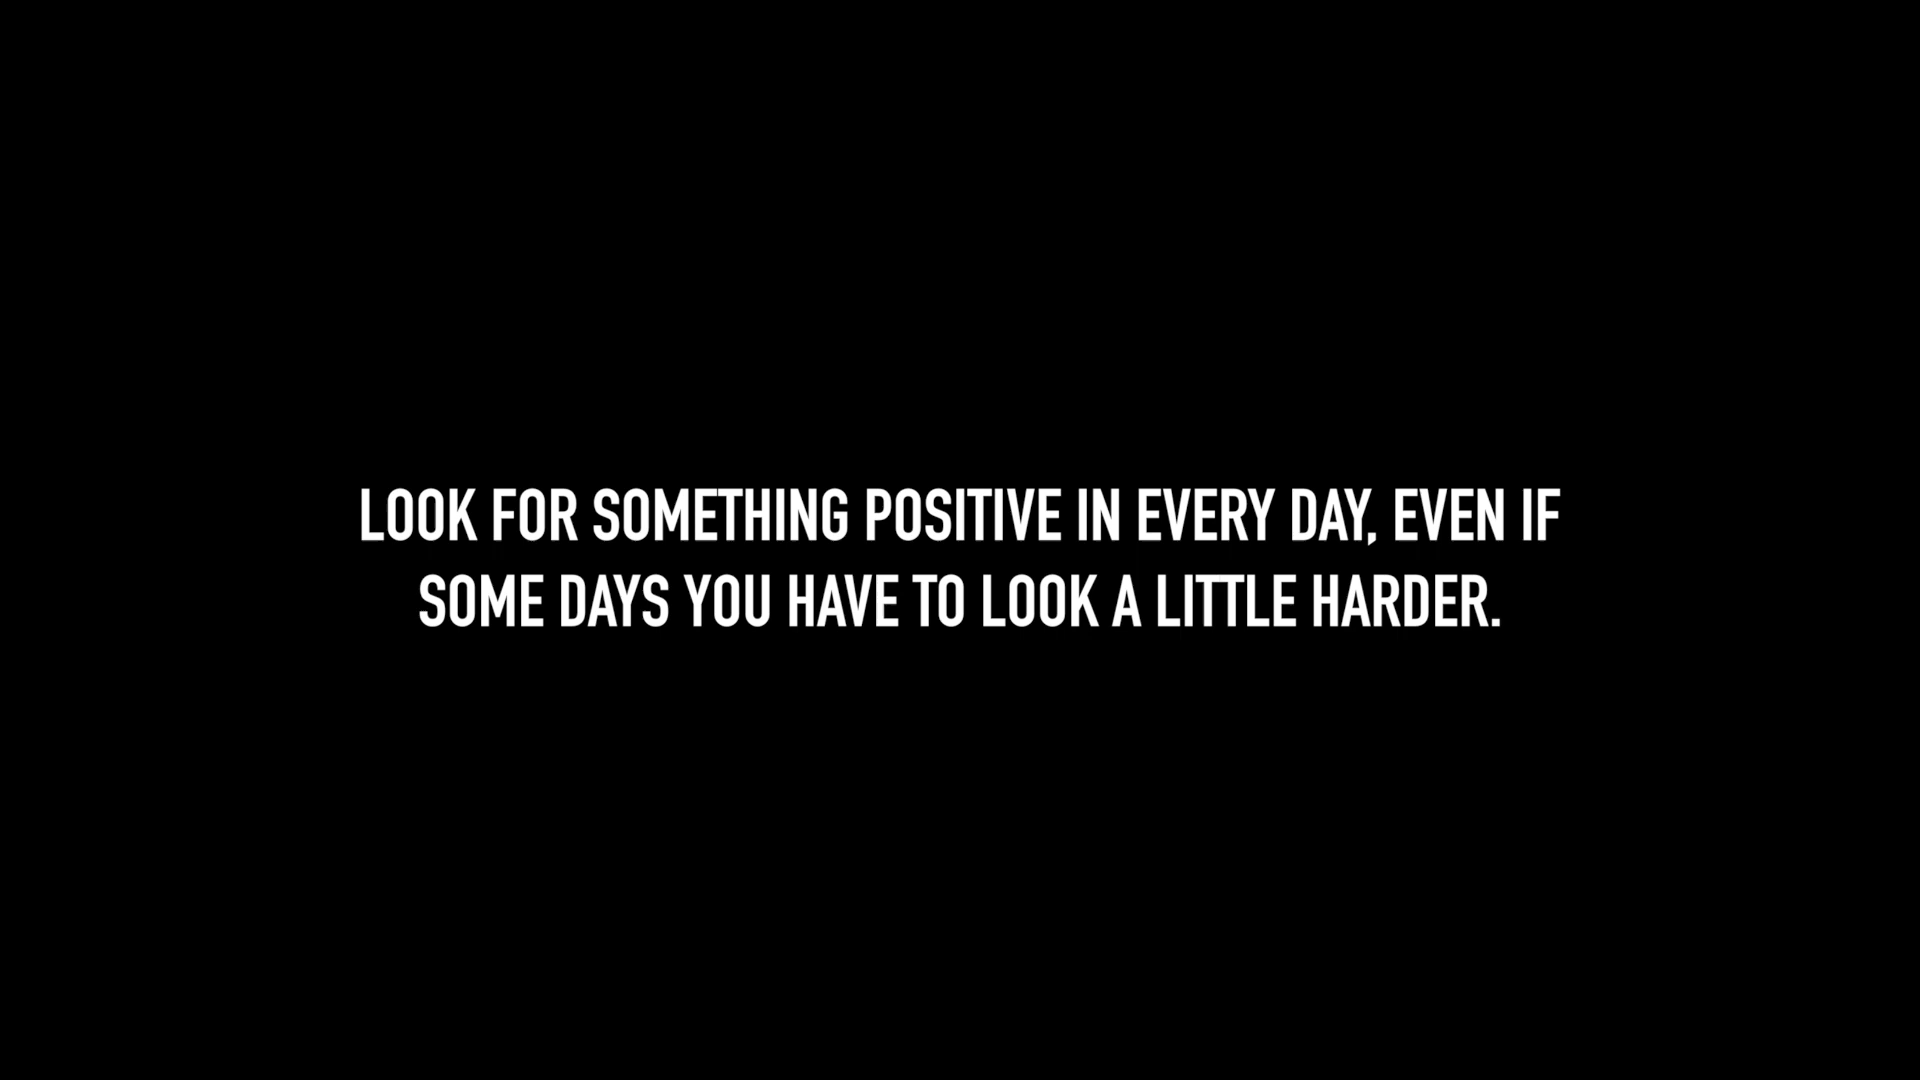 LOOK FOR SOMETHING POSITIVE IN EVERY DAY, EVEN IF
SOME DAYS YOU HAVE TO LOOK A LITTLE HARDER.